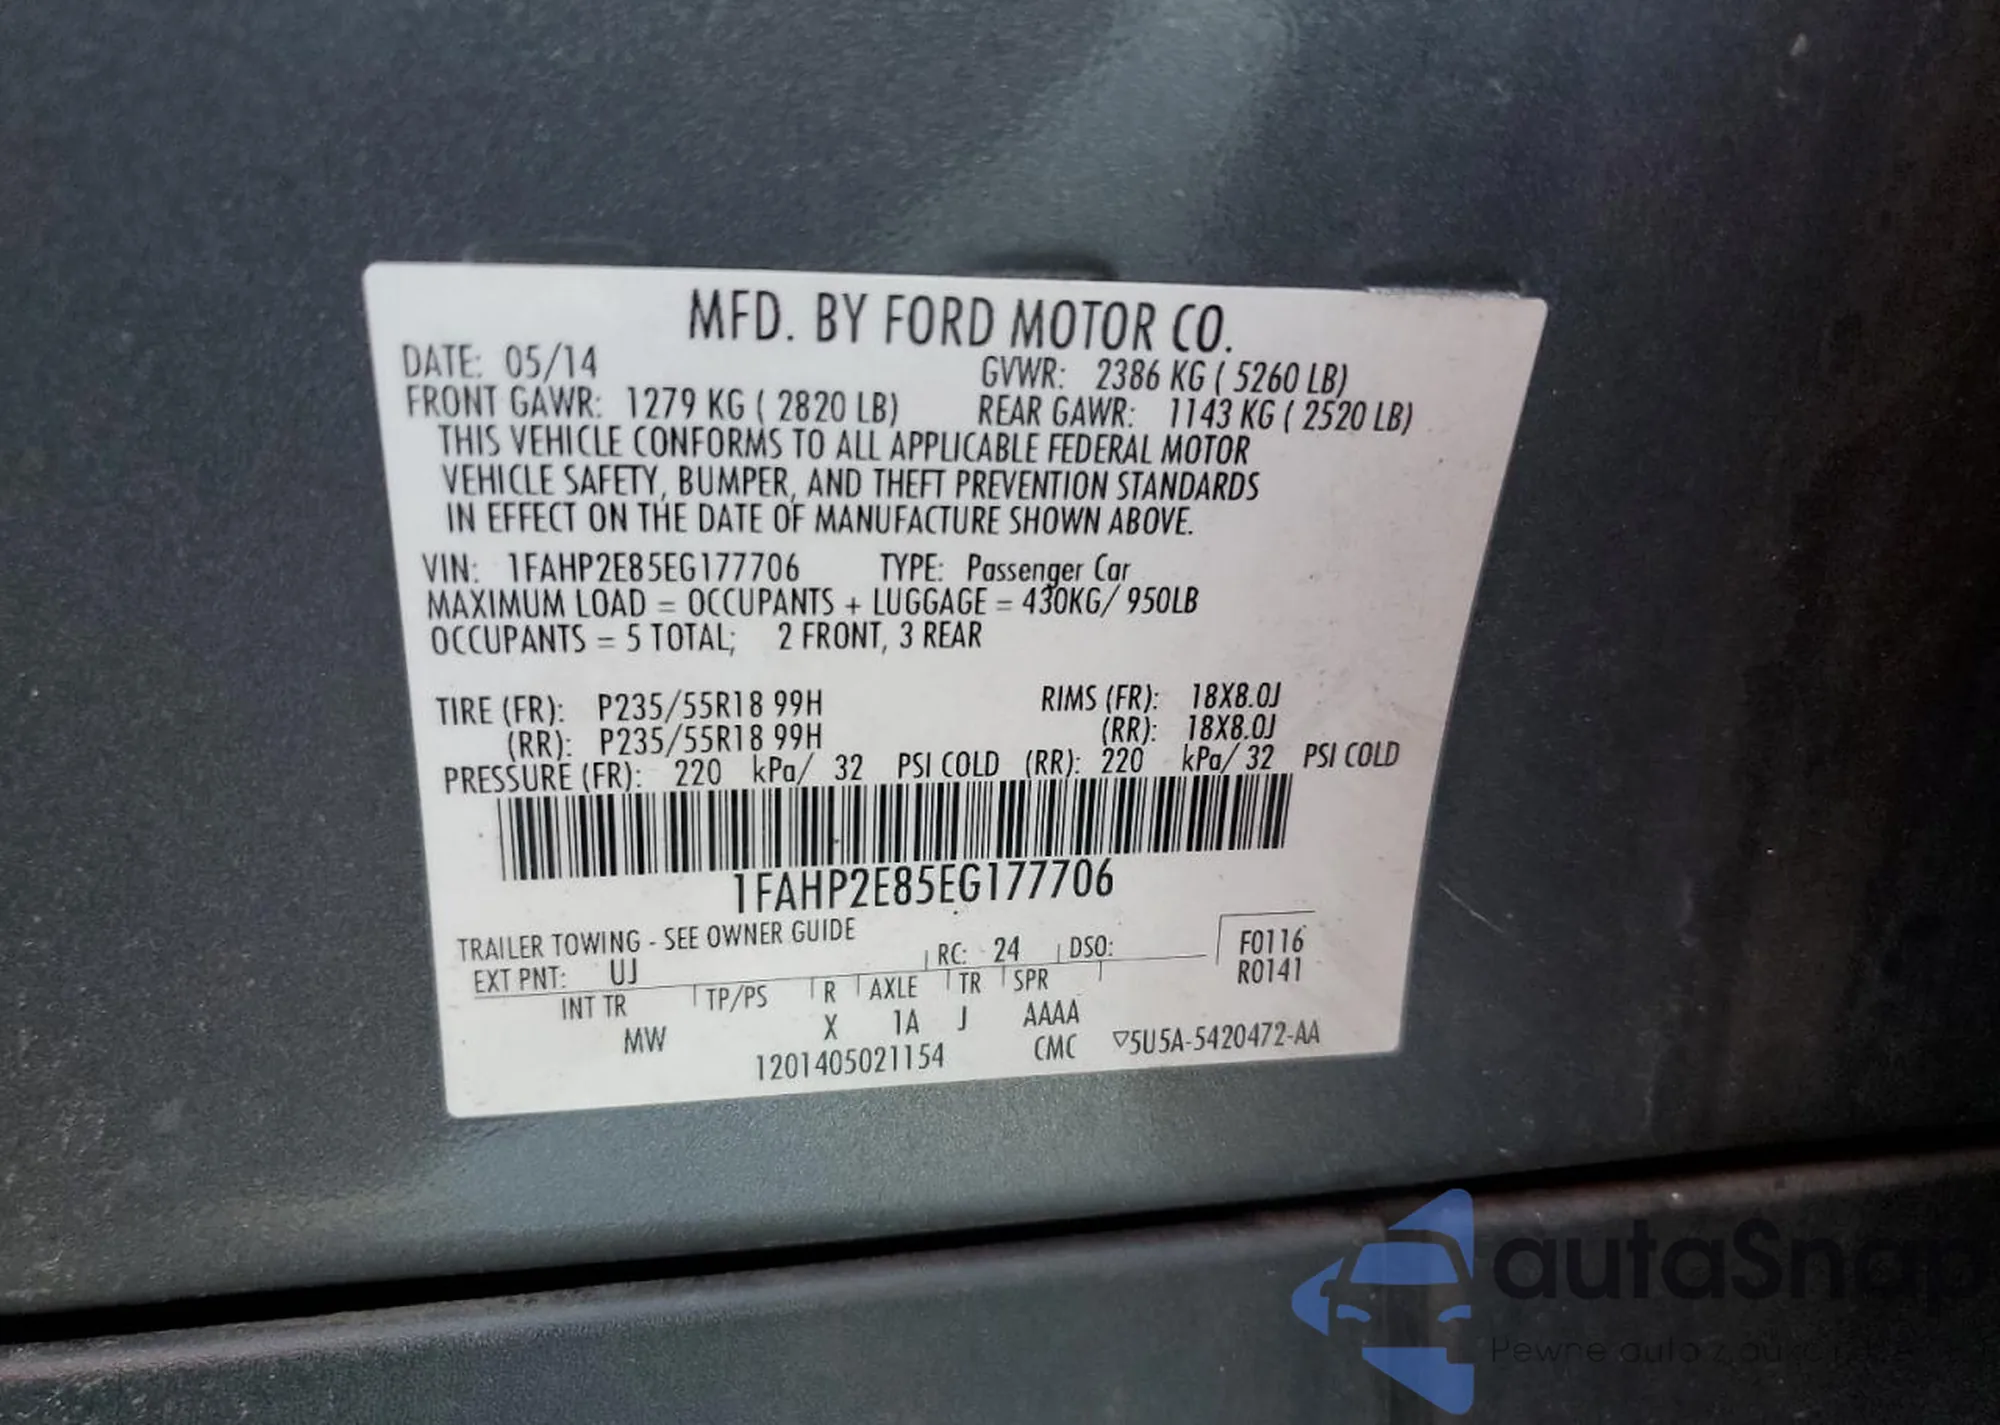 MFD. BY FORD MOTOR CO.
DATE: 05/14 GVWR: 2386 KG ( 5260 LB)
FRONT GAWR: 1279 KG ( 2820 LB) REAR GAWR: 1143 KG ( 2520 LB)
THIS VEHICLE CONFORMS TO ALL APPLICABLE FEDERAL MOTOR
VEHICLE SAFETY, BUMPER, AND THEFT PREVENTION STANDARDS
IN EFFECT ON THE DATE OF MANUFACTURE SHOWN ABOVE.
VIN: 1FAHP2E85EG177706 TYPE: Passenger Car
MAXIMUM LOAD = OCCUPANTS + LUGGAGE = 430KG/ 950LB
OCCUPANTS = 5 TOTAL; 2 FRONT, 3 REAR
TIRE (FR): P235/55R18 99H RIMS (FR): 18X8.0J
(RR): P235/55R18 99H (RR): 18X8.0J
PRESSURE (FR): 220 kPa/ 32 PSI COLD (RR): 220 kPa/ 32 PSI COLD
1FAHP2E85EG177706
TRAILER TOWING - SEE OWNER GUIDE
EXT PNT: UJ RC: 24 DSO: F0116
R0141
INT TR TP/PS R AXLE TR SPR
MW X 1A J AAAA
1201405021154 CMC ▽5U5A-5420472-AA
autaSnap
Pewne auto z